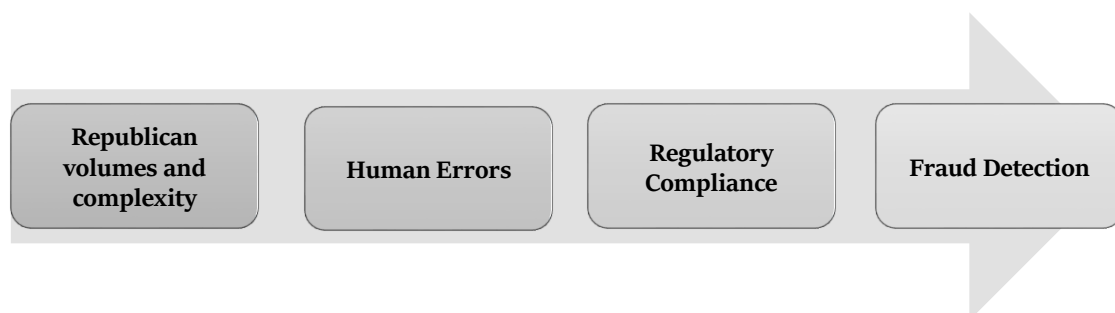 Republican
volumes and
complexity
Human Errors
Regulatory
Compliance
Fraud Detection